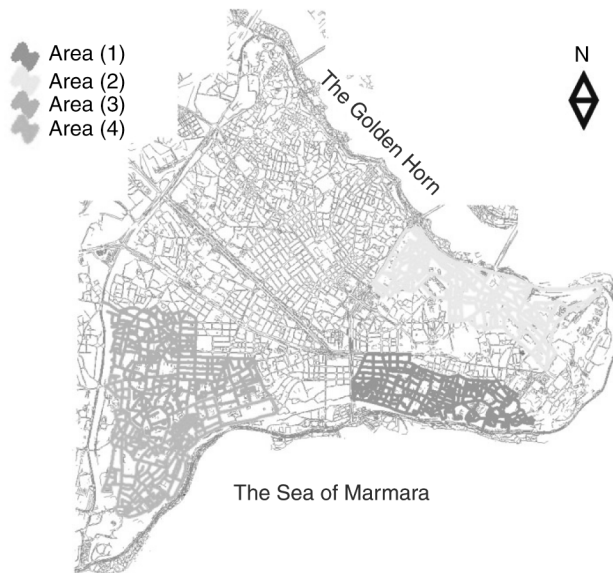 Area (1)
Area (2)
Area (3)
Area (4)
N
The Golden Horn
The Sea of Marmara